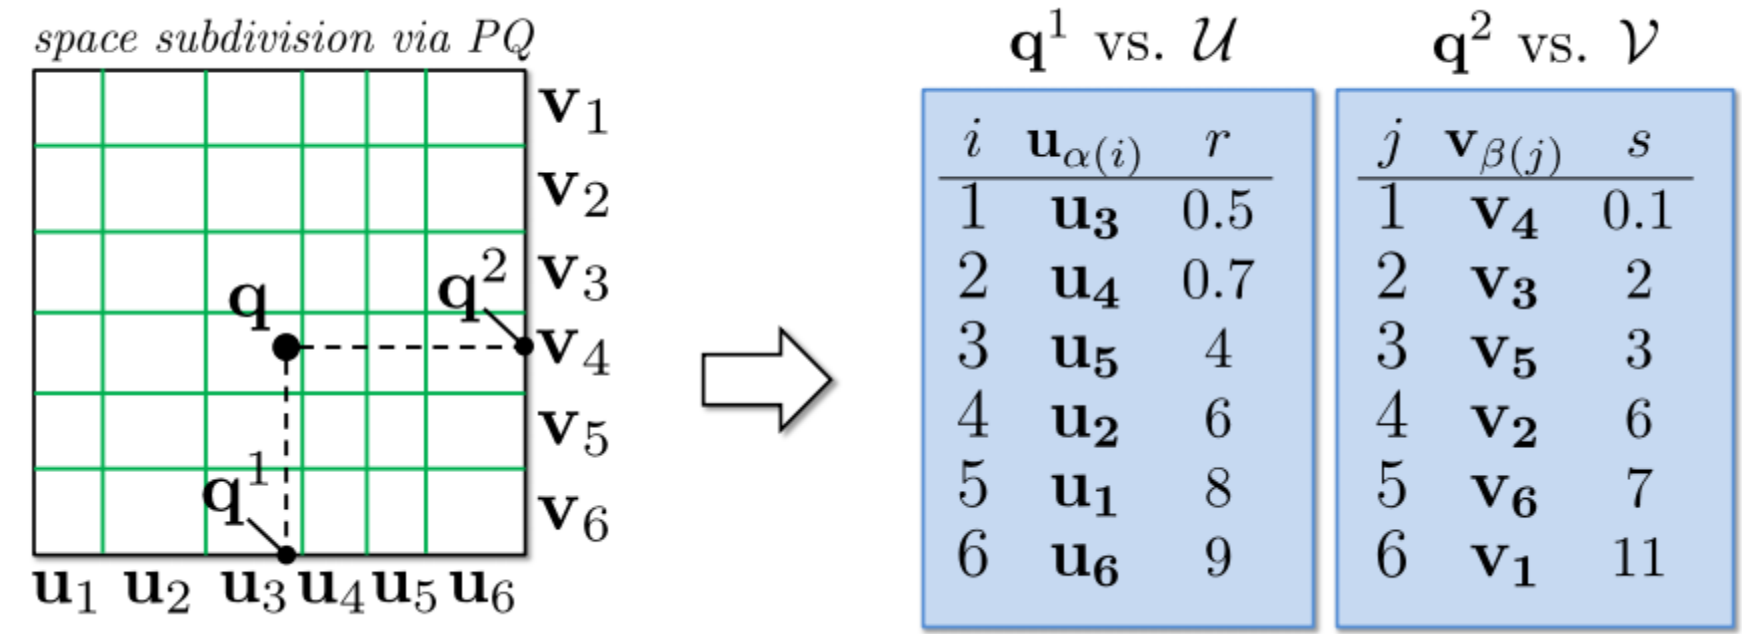 space subdivision via PQ
v₁
v₂
v₃
v₄
v₅
v₆
q
q²
q¹
u₁ u₂ u₃ u₄ u₅ u₆
q¹ vs. 𝒰
i u_α(i) r
1 u₃ 0.5
2 u₄ 0.7
3 u₅ 4
4 u₂ 6
5 u₁ 8
6 u₆ 9
q² vs. 𝒱
j v_β(j) s
1 v₄ 0.1
2 v₃ 2
3 v₅ 3
4 v₂ 6
5 v₆ 7
6 v₁ 11